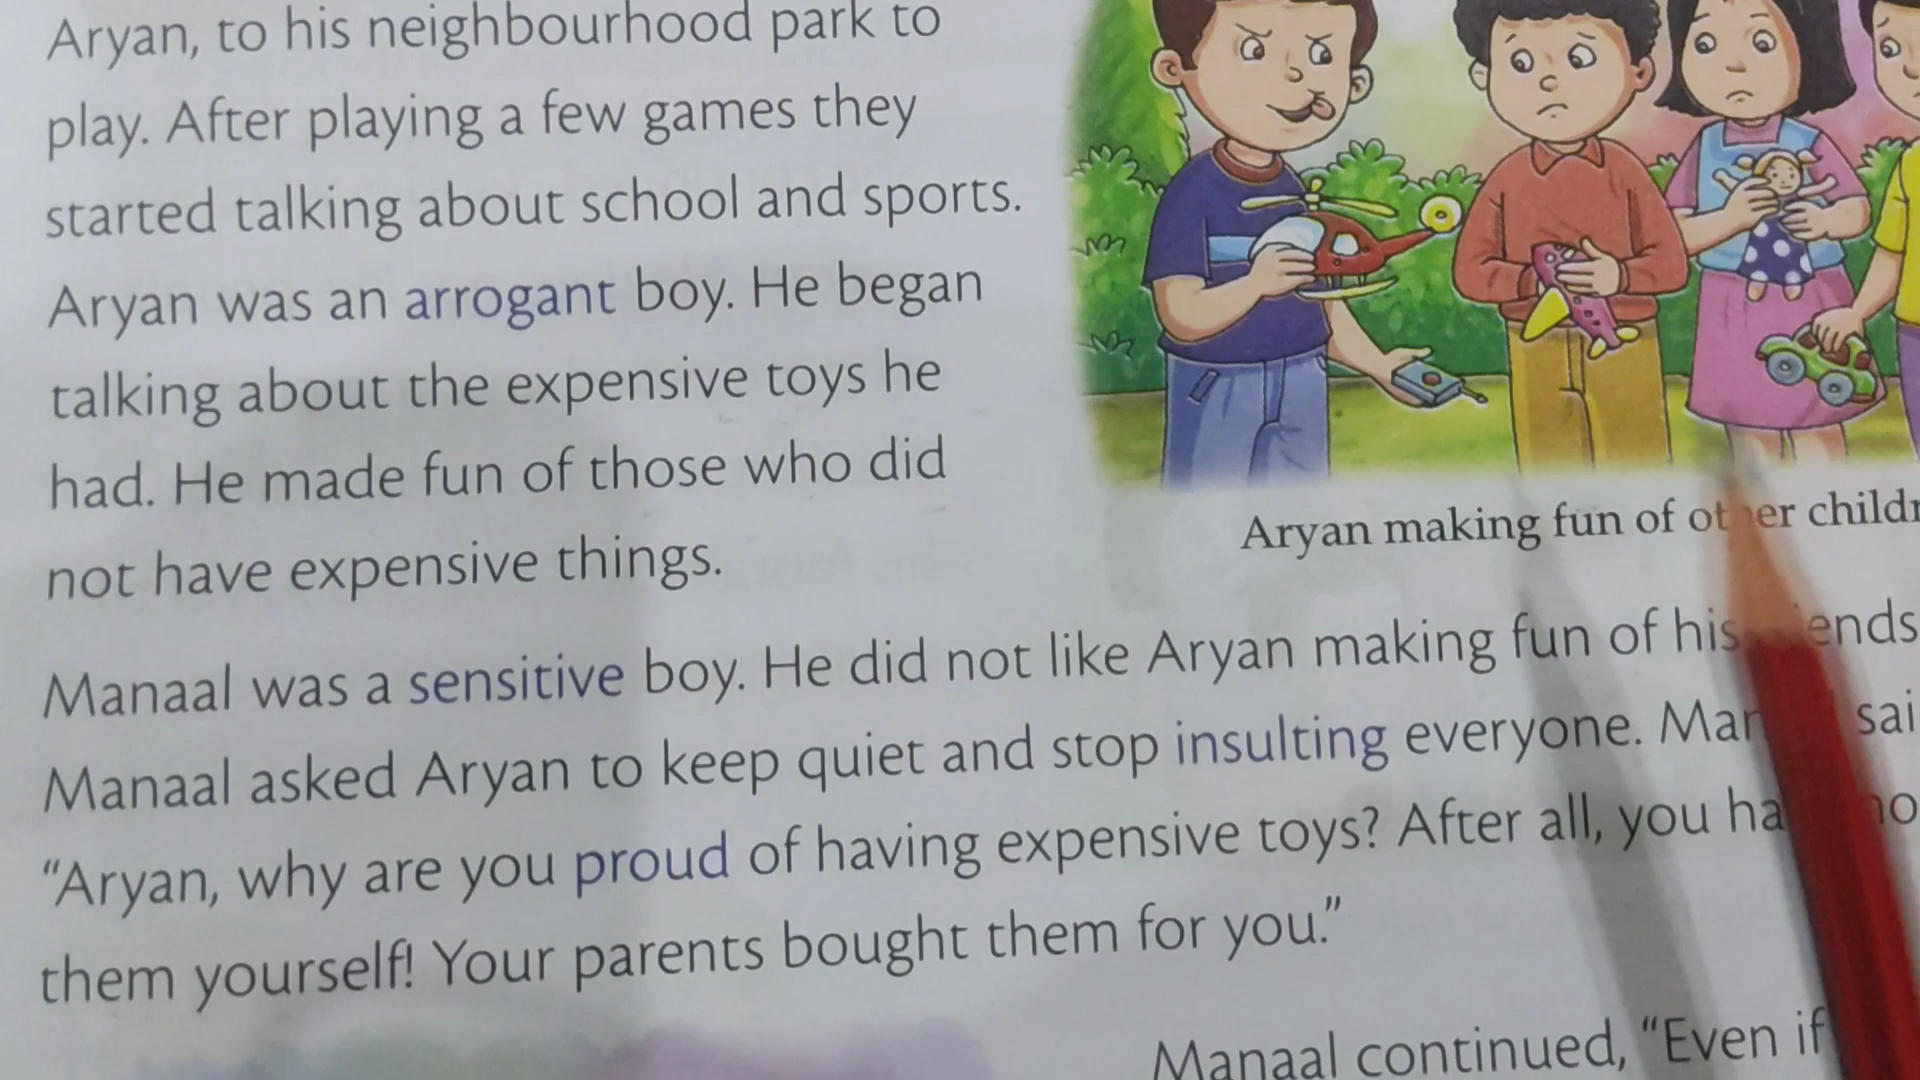 Aryan, to his neighbourhood park to
play. After playing a few games they
started talking about school and sports.
Aryan was an arrogant boy. He began
talking about the expensive toys he
had. He made fun of those who did
not have expensive things.
Aryan making fun of other
Manaal was a sensitive boy. He did not like Aryan making fun of his
Manaal asked Aryan to keep quiet and stop insulting everyone.
“Aryan, why are you proud of having expensive toys? After all, you
them yourself! Your parents bought them for you.”
Manaal continued, “Even if